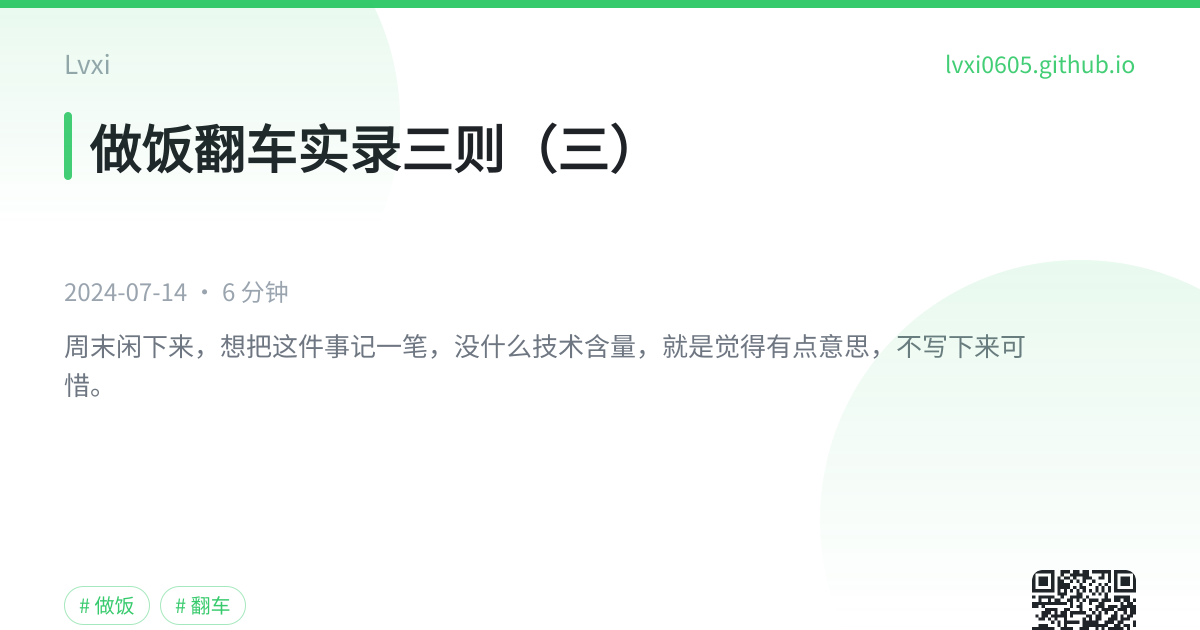 Lvxi
lvxi0605.github.io
做饭翻车实录三则（三）
2024-07-14 · 6 分钟
周末闲下来，想把这件事记一笔，没什么技术含量，就是觉得有点意思，不写下来可
惜。
# 做饭
# 翻车